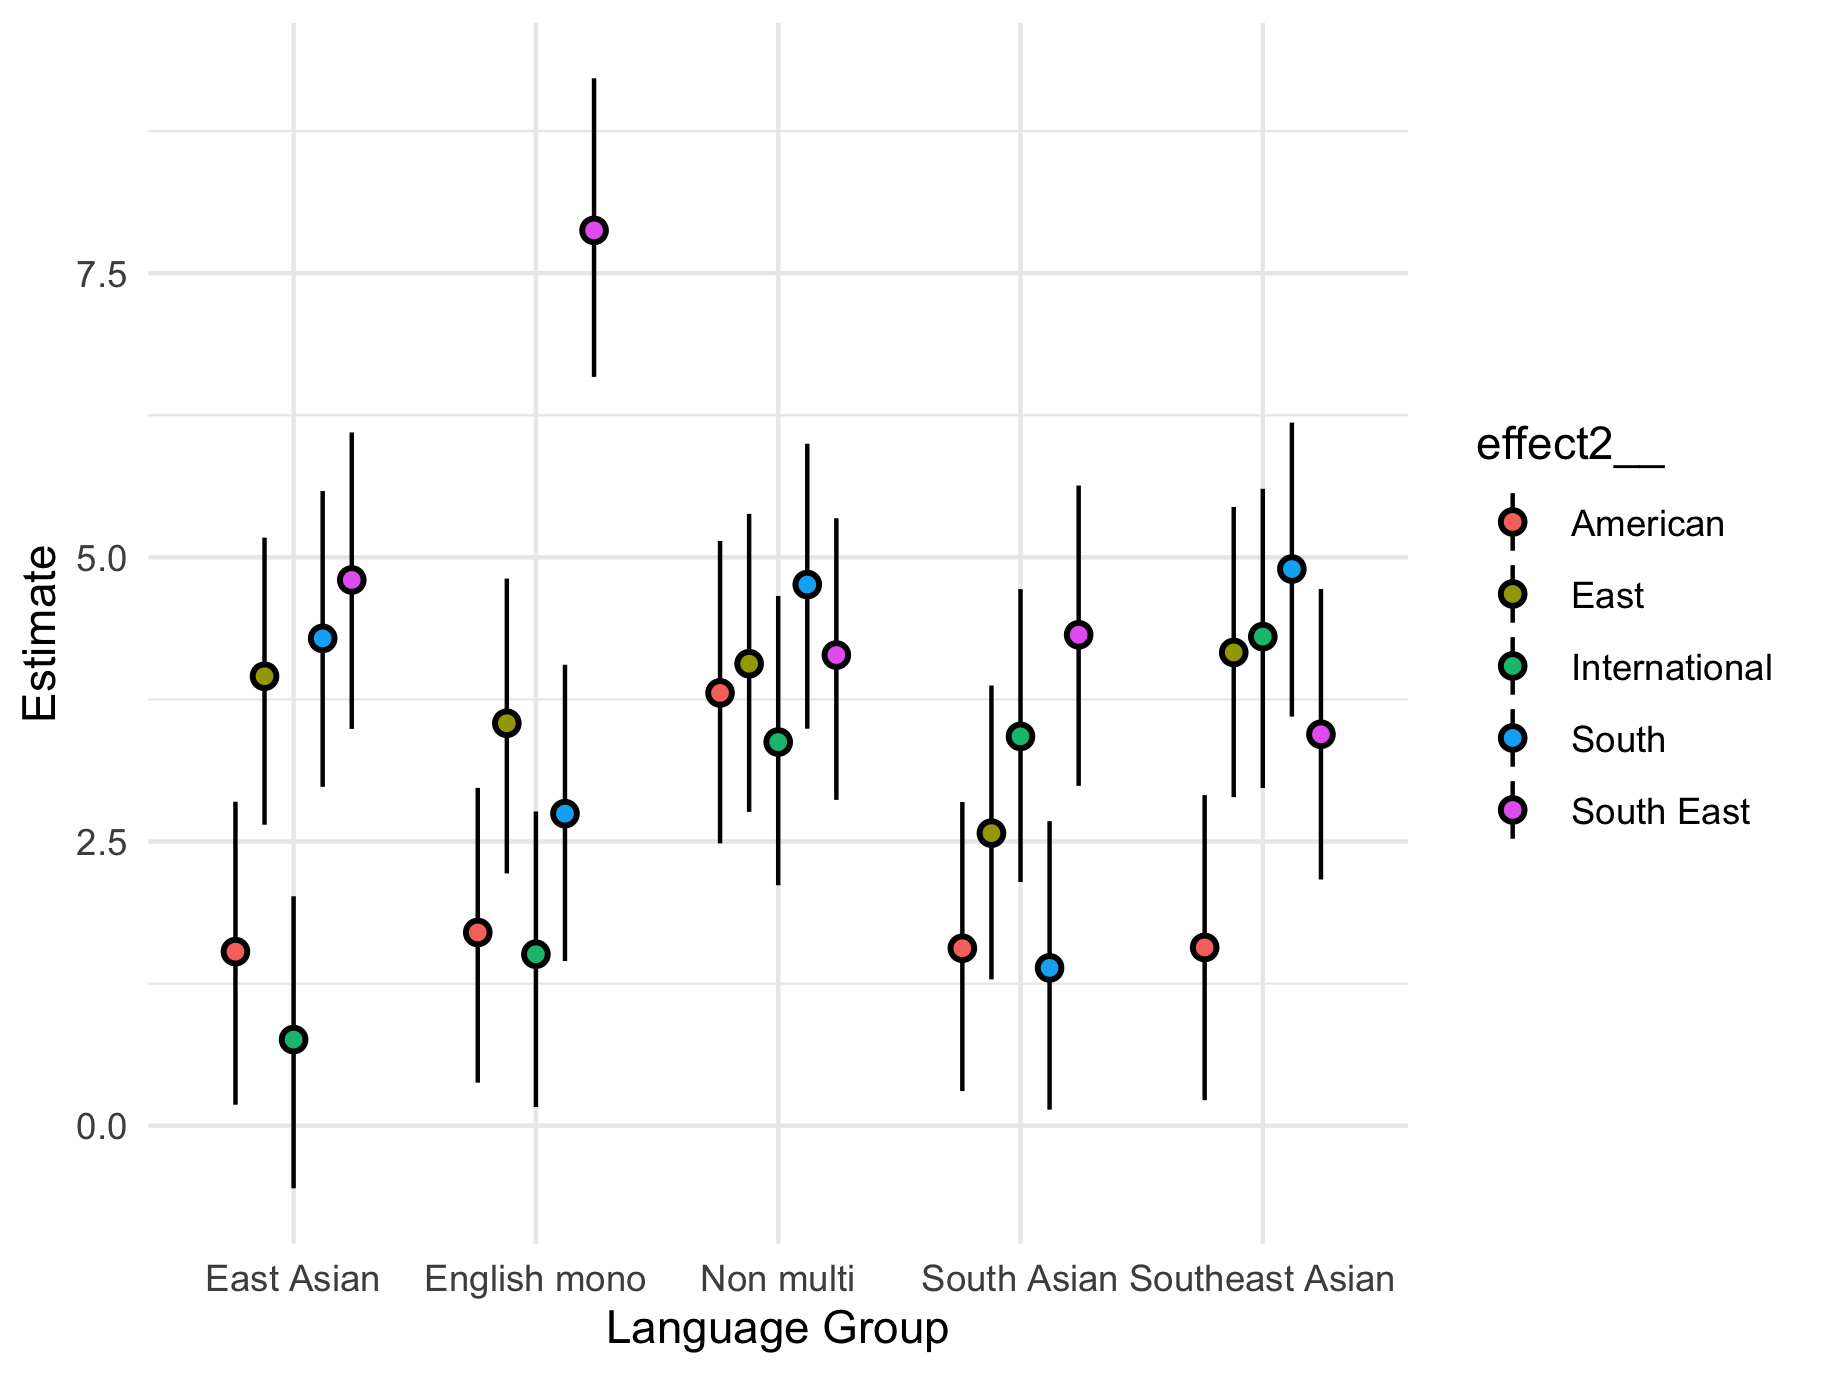 7.5
5.0
2.5
0.0
Estimate
East Asian
English mono
Non multi
South Asian
Southeast Asian
Language Group
effect2__
American
East
International
South
South East